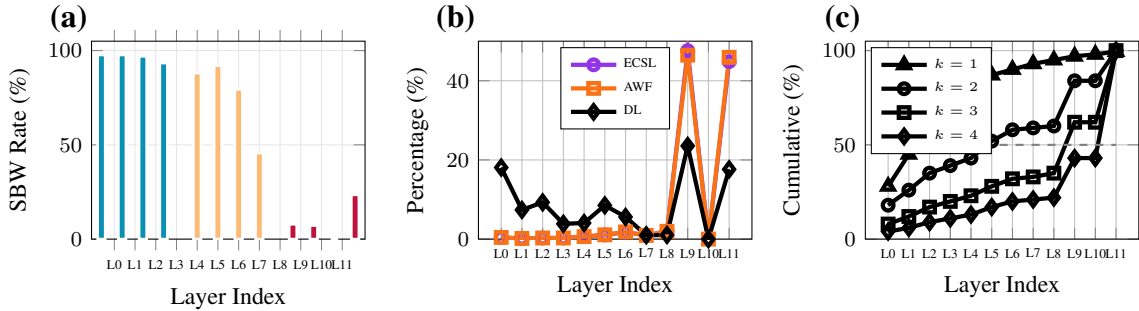 (a)
SBW Rate (%)
100
50
0
L0 L1 L2 L3 L4 L5 L6 L7 L8 L9 L10 L11
Layer Index
(b)
Percentage (%)
40
20
0
ECSL
AWF
DL
L0 L1 L2 L3 L4 L5 L6 L7 L8 L9 L10 L11
Layer Index
(c)
Cumulative (%)
100
50
0
k = 1
k = 2
k = 3
k = 4
L0 L1 L2 L3 L4 L5 L6 L7 L8 L9 L10 L11
Layer Index